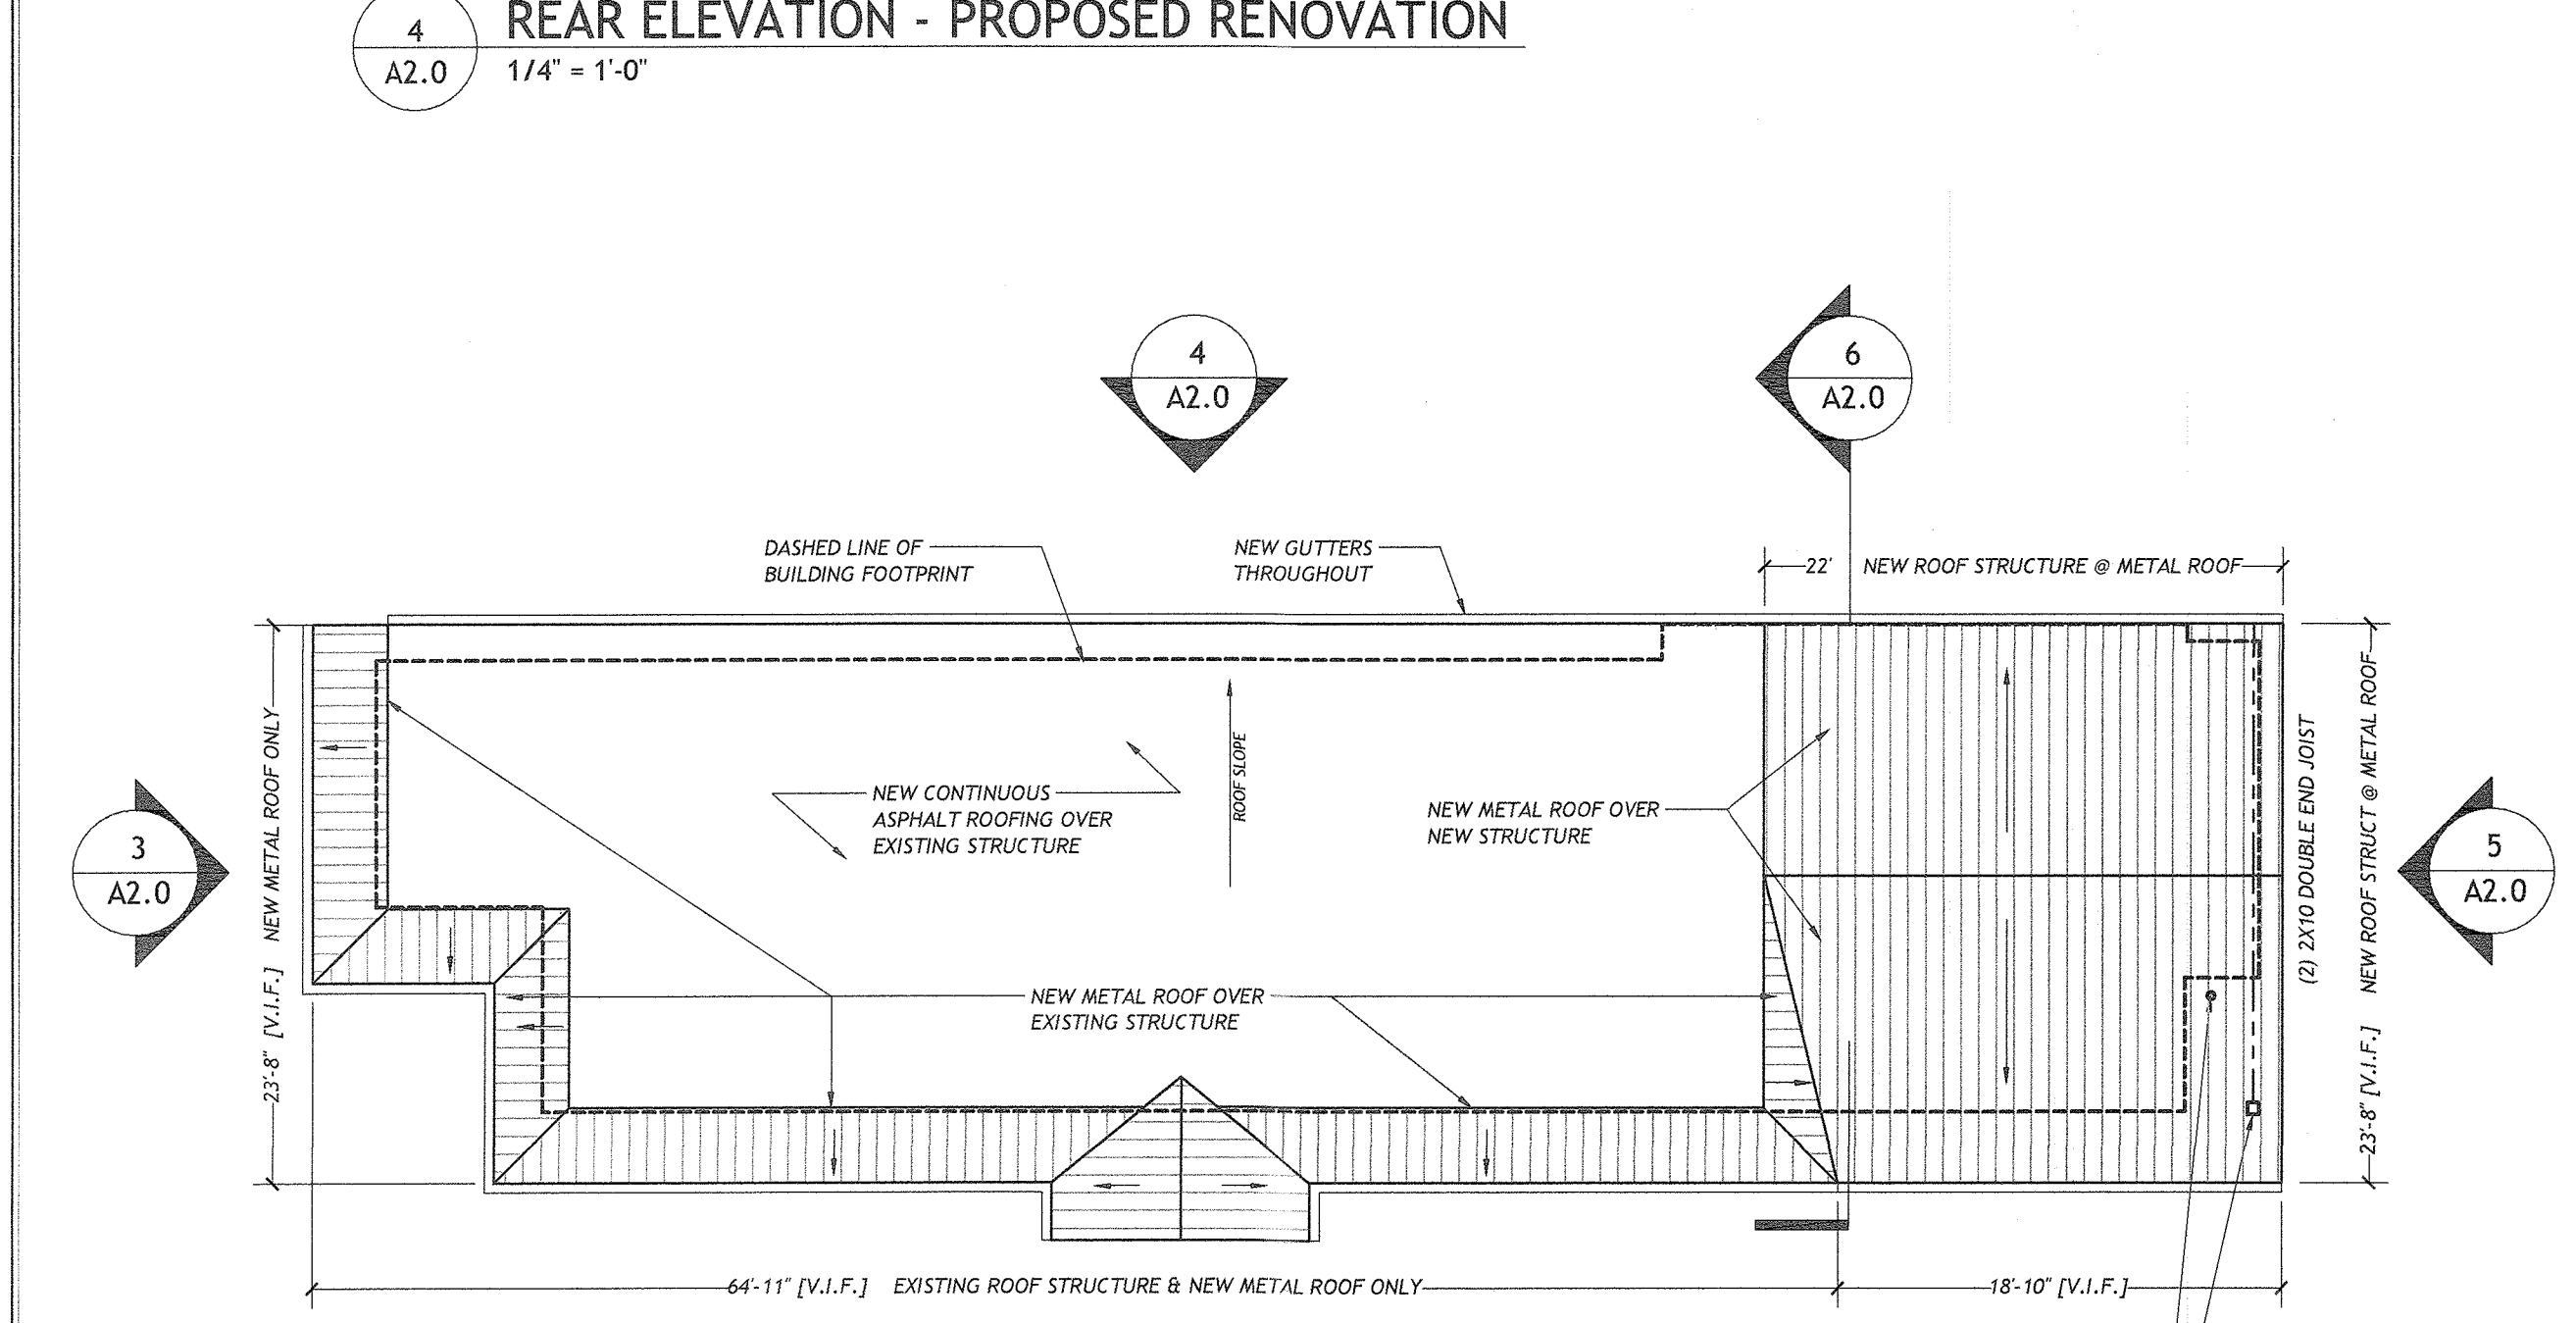 4
A2.0
REAR ELEVATION - PROPOSED RENOVATION
1/4" = 1'-0"
4
A2.0
6
A2.0
DASHED LINE OF
BUILDING FOOTPRINT
NEW GUTTERS
THROUGHOUT
22' NEW ROOF STRUCTURE @ METAL ROOF
3
A2.0
23'-8" [V.I.F.] NEW METAL ROOF ONLY
NEW CONTINUOUS
ASPHALT ROOFING OVER
EXISTING STRUCTURE
ROOF SLOPE
NEW METAL ROOF OVER
NEW STRUCTURE
(2) 2X10 DOUBLE END JOIST
23'-8" [V.I.F.] NEW ROOF STRUCT @ METAL ROOF
5
A2.0
NEW METAL ROOF OVER
EXISTING STRUCTURE
64'-11" [V.I.F.] EXISTING ROOF STRUCTURE & NEW METAL ROOF ONLY
18'-10" [V.I.F.]